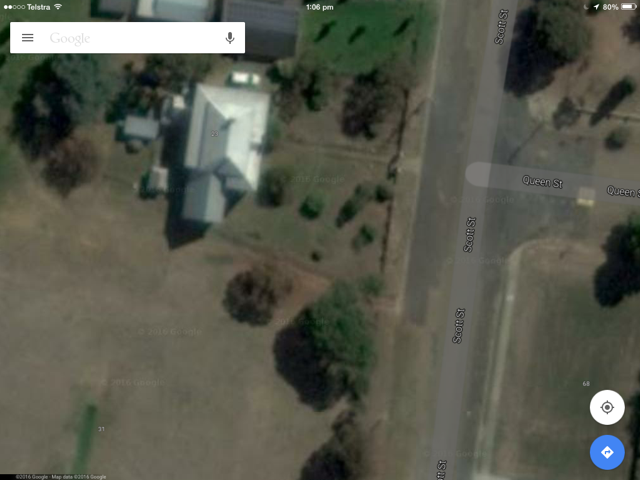 Telstra
1:06 pm
80%
Google
Scott St
Queen St
Queen S
Scott St
Scott St
68
31
tt St
©2016 Google - Map data ©2016 Google